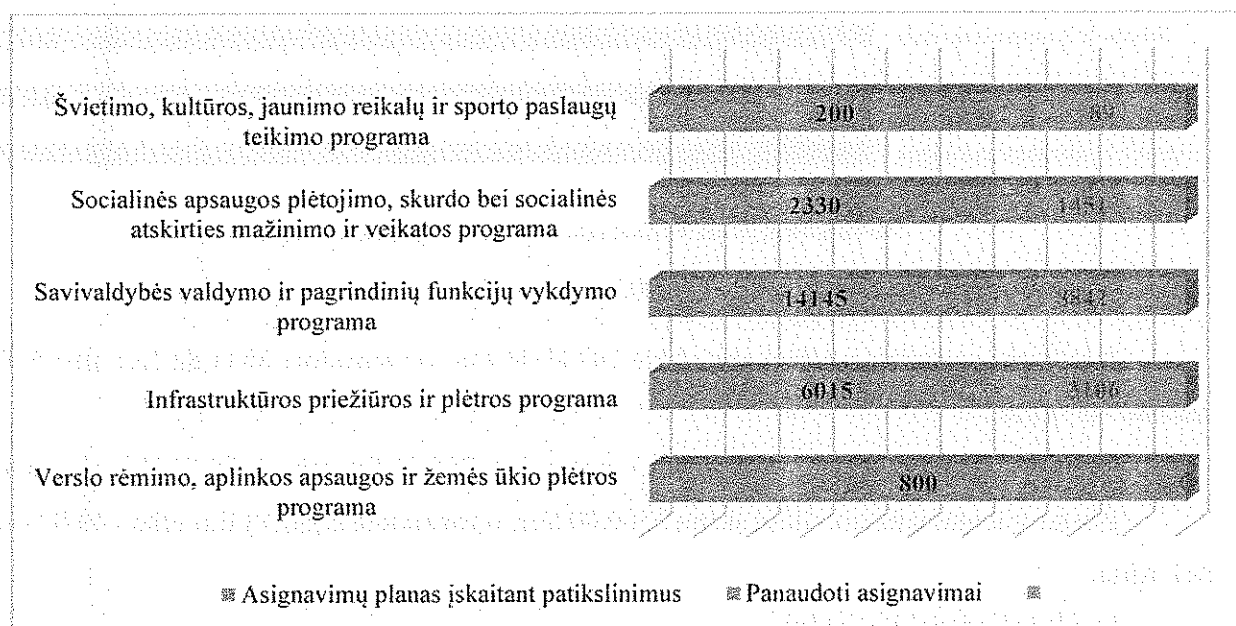 Švietimo, kultūros, jaunimo reikalų ir sporto paslaugų
teikimo programa
200
Socialinės apsaugos plėtojimo, skurdo bei socialinės
atskirties mažinimo ir veikatos programa
2330
Savivaldybės valdymo ir pagrindinių funkcijų vykdymo
programa
14145
Infrastruktūros priežiūros ir plėtros programa
6015
Verslo rėmimo, aplinkos apsaugos ir žemės ūkio plėtros
programa
800
Asignavimų planas įskaitant patikslinimus Panaudoti asignavimai